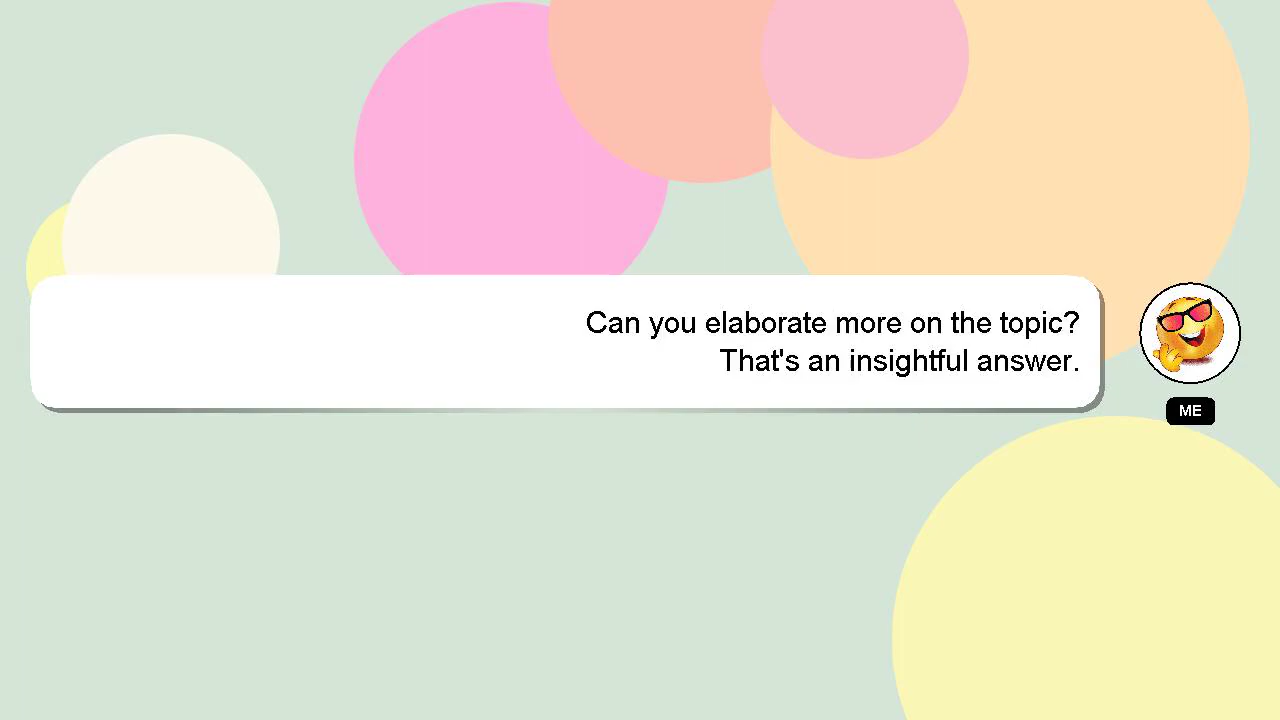 Can you elaborate more on the topic?
That's an insightful answer.
ME